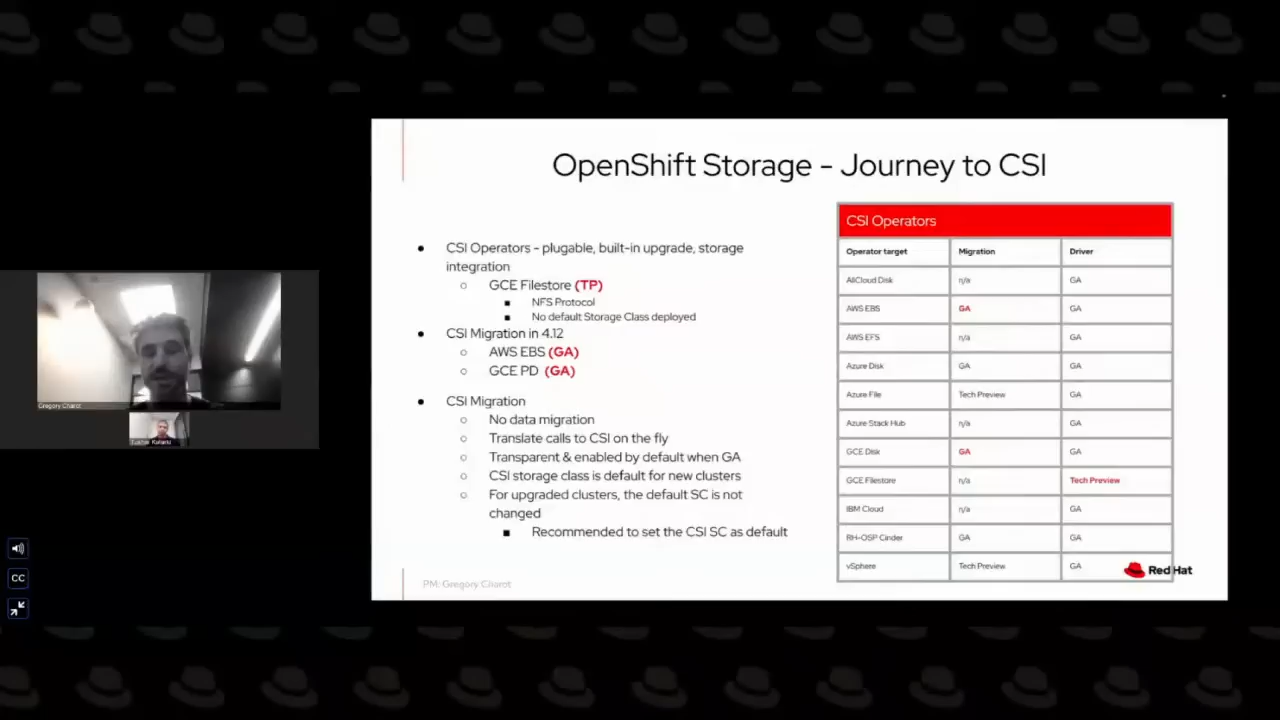 OpenShift Storage - Journey to CSI
CSI Operators - plugable, built-in upgrade, storage
integration
GCE Filestore (TP)
NFS Protocol
No default Storage Class deployed
CSI Migration in 4.12
AWS EBS (GA)
GCE PD (GA)
CSI Migration
No data migration
Translate calls to CSI on the fly
Transparent & enabled by default when GA
CSI storage class is default for new clusters
For upgraded clusters, the default SC is not
changed
Recommended to set the CSI SC as default
PM: Gregory Charot
CSI Operators
Operator target Migration Driver
AliCloud Disk n/a GA
AWS EBS GA GA
AWS EFS n/a GA
Azure Disk GA GA
Azure File Tech Preview GA
Azure Stack Hub n/a GA
GCE Disk GA GA
GCE Filestore n/a Tech Preview
IBM Cloud n/a GA
RH-OSP Cinder GA GA
vSphere Tech Preview GA
Red Hat
Gregory Charot
CC